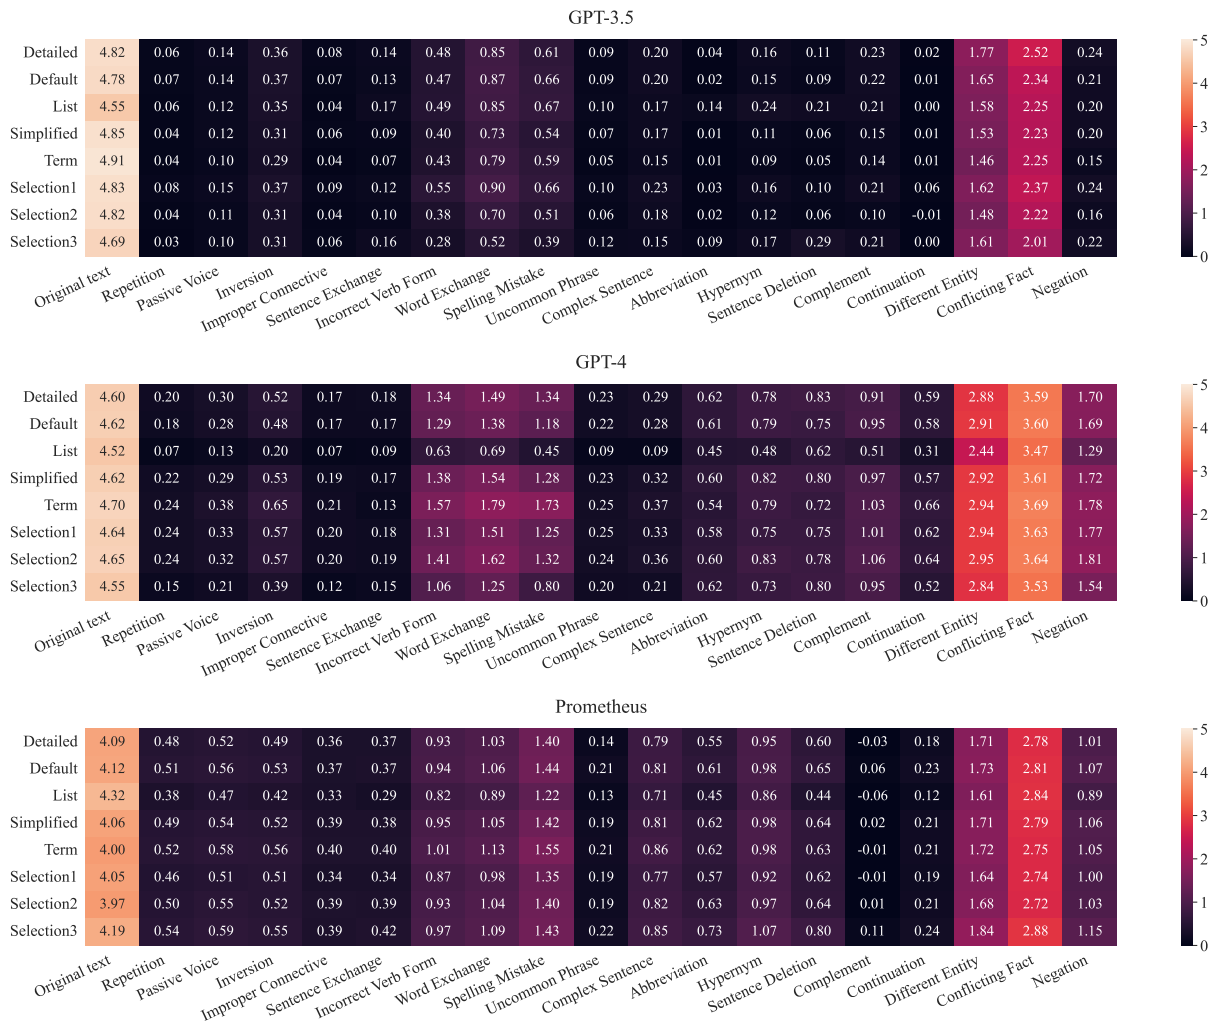 GPT-3.5
Detailed 4.82 0.06 0.14 0.36 0.08 0.14 0.48 0.85 0.61 0.09 0.20 0.04 0.16 0.11 0.23 0.02 1.77 2.52 0.24
Default 4.78 0.07 0.14 0.37 0.07 0.13 0.47 0.87 0.66 0.09 0.20 0.02 0.15 0.09 0.22 0.01 1.65 2.34 0.21
List 4.55 0.06 0.12 0.35 0.04 0.17 0.49 0.85 0.67 0.10 0.17 0.14 0.24 0.21 0.21 0.00 1.58 2.25 0.20
Simplified 4.85 0.04 0.12 0.31 0.06 0.09 0.40 0.73 0.54 0.07 0.17 0.01 0.11 0.06 0.15 0.01 1.53 2.23 0.20
Term 4.91 0.04 0.10 0.29 0.04 0.07 0.43 0.79 0.59 0.05 0.15 0.01 0.09 0.05 0.14 0.01 1.46 2.25 0.15
Selection1 4.83 0.08 0.15 0.37 0.09 0.12 0.55 0.90 0.66 0.10 0.23 0.03 0.16 0.10 0.21 0.06 1.62 2.37 0.24
Selection2 4.82 0.04 0.11 0.31 0.04 0.10 0.38 0.70 0.51 0.06 0.18 0.02 0.12 0.06 0.10 -0.01 1.48 2.22 0.16
Selection3 4.69 0.03 0.10 0.31 0.06 0.16 0.28 0.52 0.39 0.12 0.15 0.09 0.17 0.29 0.21 0.00 1.61 2.01 0.22
Original text Repetition Passive Voice Inversion Improper Connective Sentence Exchange Incorrect Verb Form Word Exchange Spelling Mistake Uncommon Phrase Complex Sentence Abbreviation Hypernym Sentence Deletion Complement Continuation Different Entity Conflicting Fact Negation
5
4
3
2
1
0
GPT-4
Detailed 4.60 0.20 0.30 0.52 0.17 0.18 1.34 1.49 1.34 0.23 0.29 0.62 0.78 0.83 0.91 0.59 2.88 3.59 1.70
Default 4.62 0.18 0.28 0.48 0.17 0.17 1.29 1.38 1.18 0.22 0.28 0.61 0.79 0.75 0.95 0.58 2.91 3.60 1.69
List 4.52 0.07 0.13 0.20 0.07 0.09 0.63 0.69 0.45 0.09 0.09 0.45 0.48 0.62 0.51 0.31 2.44 3.47 1.29
Simplified 4.62 0.22 0.29 0.53 0.19 0.17 1.38 1.54 1.28 0.23 0.32 0.60 0.82 0.80 0.97 0.57 2.92 3.61 1.72
Term 4.70 0.24 0.38 0.65 0.21 0.13 1.57 1.79 1.73 0.25 0.37 0.54 0.79 0.72 1.03 0.66 2.94 3.69 1.78
Selection1 4.64 0.24 0.33 0.57 0.20 0.18 1.31 1.51 1.25 0.25 0.33 0.58 0.75 0.75 1.01 0.62 2.94 3.63 1.77
Selection2 4.65 0.24 0.32 0.57 0.20 0.19 1.41 1.62 1.32 0.24 0.36 0.60 0.83 0.78 1.06 0.64 2.95 3.64 1.81
Selection3 4.55 0.15 0.21 0.39 0.12 0.15 1.06 1.25 0.80 0.20 0.21 0.62 0.73 0.80 0.95 0.52 2.84 3.53 1.54
Original text Repetition Passive Voice Inversion Improper Connective Sentence Exchange Incorrect Verb Form Word Exchange Spelling Mistake Uncommon Phrase Complex Sentence Abbreviation Hypernym Sentence Deletion Complement Continuation Different Entity Conflicting Fact Negation
5
4
3
2
1
0
Prometheus
Detailed 4.09 0.48 0.52 0.49 0.36 0.37 0.93 1.03 1.40 0.14 0.79 0.55 0.95 0.60 -0.03 0.18 1.71 2.78 1.01
Default 4.12 0.51 0.56 0.53 0.37 0.37 0.94 1.06 1.44 0.21 0.81 0.61 0.98 0.65 0.06 0.23 1.73 2.81 1.07
List 4.32 0.38 0.47 0.42 0.33 0.29 0.82 0.89 1.22 0.13 0.71 0.45 0.86 0.44 -0.06 0.12 1.61 2.84 0.89
Simplified 4.06 0.49 0.54 0.52 0.39 0.38 0.95 1.05 1.42 0.19 0.81 0.62 0.98 0.64 0.02 0.21 1.71 2.79 1.06
Term 4.00 0.52 0.58 0.56 0.40 0.40 1.01 1.13 1.55 0.21 0.86 0.62 0.98 0.63 -0.01 0.21 1.72 2.75 1.05
Selection1 4.05 0.46 0.51 0.51 0.34 0.34 0.87 0.98 1.35 0.19 0.77 0.57 0.92 0.62 -0.01 0.19 1.64 2.74 1.00
Selection2 3.97 0.50 0.55 0.52 0.39 0.39 0.93 1.04 1.40 0.19 0.82 0.63 0.97 0.64 0.01 0.21 1.68 2.72 1.03
Selection3 4.19 0.54 0.59 0.55 0.39 0.42 0.97 1.09 1.43 0.22 0.85 0.73 1.07 0.80 0.11 0.24 1.84 2.88 1.15
Original text Repetition Passive Voice Inversion Improper Connective Sentence Exchange Incorrect Verb Form Word Exchange Spelling Mistake Uncommon Phrase Complex Sentence Abbreviation Hypernym Sentence Deletion Complement Continuation Different Entity Conflicting Fact Negation
5
4
3
2
1
0